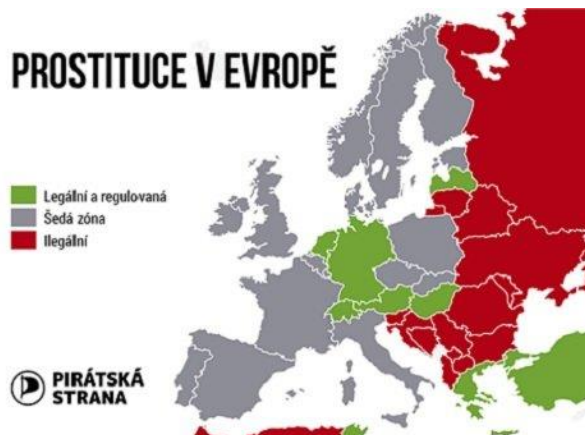 PROSTITUCE V EVROPĚ
Legální a regulovaná
Šedá zóna
Ilegální
PIRÁTSKÁ
STRANA